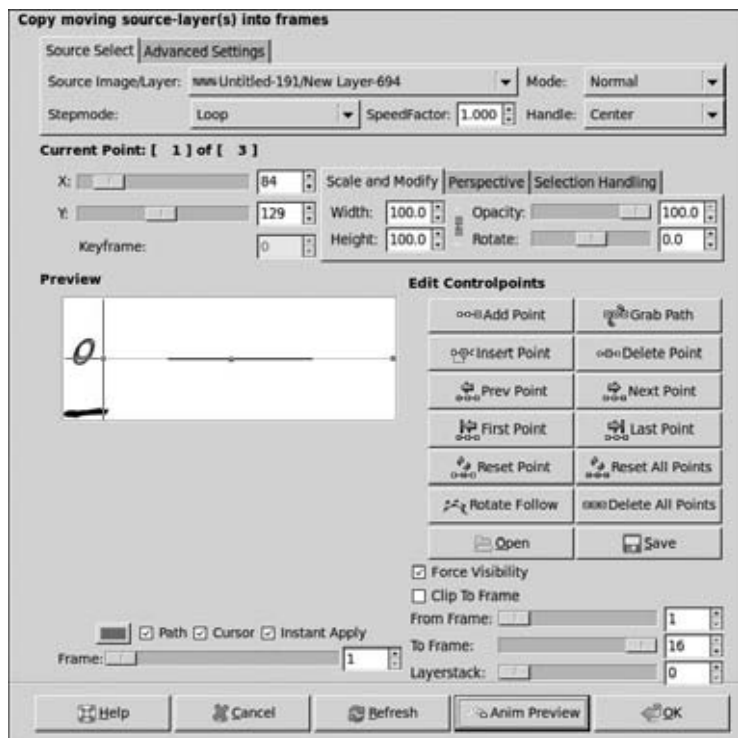 Copy moving source-layer(s) into frames
Source Select Advanced Settings
Source Image/Layer: Untitled-191/New Layer-694 Mode: Normal
Stepmode: Loop SpeedFactor: 1.000 Handle: Center
Current Point: [ 1 ] of [ 3 ]
X: 84 Scale and Modify Perspective Selection Handling
Y: 129 Width: 100.0 Opacity: 100.0
Keyframe: 0 Height: 100.0 Rotate: 0.0
Preview Edit Controlpoints
Add Point Grab Path
Insert Point Delete Point
Prev Point Next Point
First Point Last Point
Reset Point Reset All Points
Rotate Follow Delete All Points
Open Save
Force Visibility
Clip To Frame
From Frame: 1
Path Cursor Instant Apply To Frame: 16
Frame: 1 Layerstack: 0
Help Cancel Refresh Anim Preview OK